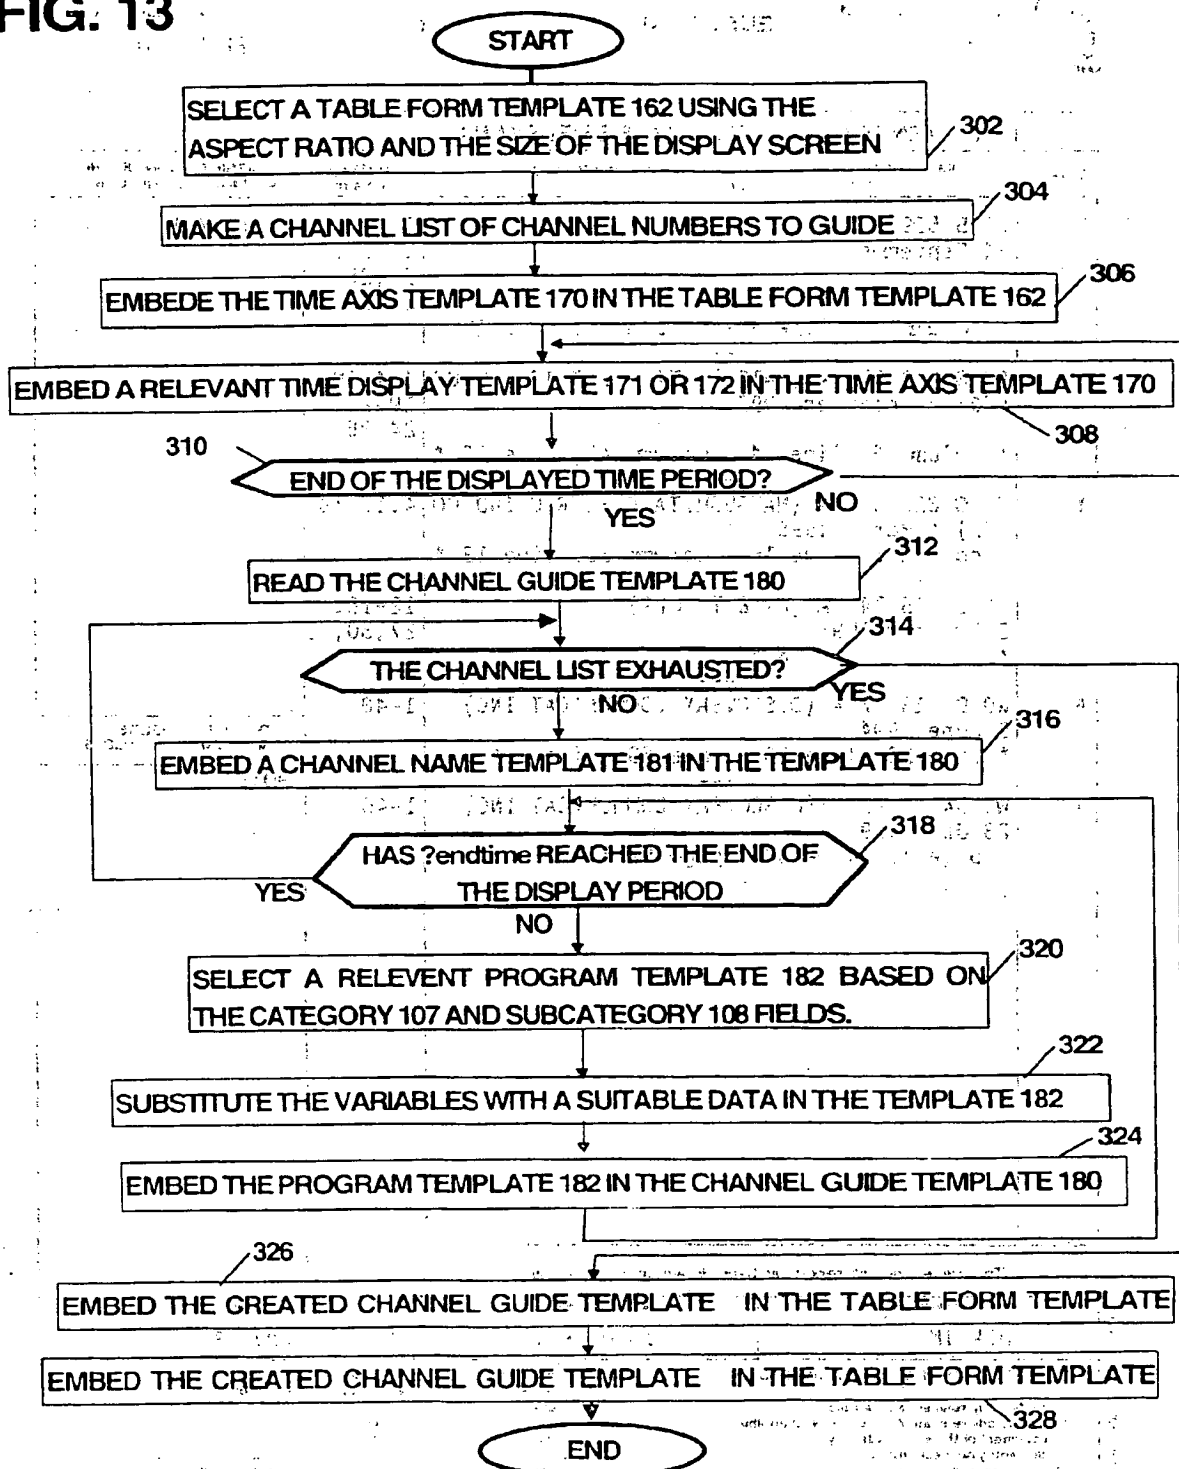 FIG. 13
START
SELECT A TABLE FORM TEMPLATE 162 USING THE
ASPECT RATIO AND THE SIZE OF THE DISPLAY SCREEN
302
304
MAKE A CHANNEL LIST OF CHANNEL NUMBERS TO GUIDE
306
EMBEDE THE TIME AXIS TEMPLATE 170 IN THE TABLE FORM TEMPLATE 162
EMBED A RELEVANT TIME DISPLAY TEMPLATE 171 OR 172 IN THE TIME AXIS TEMPLATE 170
308
310
END OF THE DISPLAYED TIME PERIOD?
NO
YES
312
READ THE CHANNEL GUIDE TEMPLATE 180
314
THE CHANNEL LIST EXHAUSTED?
YES
NO
316
EMBED A CHANNEL NAME TEMPLATE 181 IN THE TEMPLATE 180
318
HAS ?endtime REACHED THE END OF
THE DISPLAY PERIOD
YES
NO
320
SELECT A RELEVENT PROGRAM TEMPLATE 182 BASED ON
THE CATEGORY 107 AND SUBCATEGORY 108 FIELDS.
322
SUBSTITUTE THE VARIABLES WITH A SUITABLE DATA IN THE TEMPLATE 182
324
EMBED THE PROGRAM TEMPLATE 182 IN THE CHANNEL GUIDE TEMPLATE 180
326
EMBED THE CREATED CHANNEL GUIDE TEMPLATE IN THE TABLE FORM TEMPLATE
EMBED THE CREATED CHANNEL GUIDE TEMPLATE IN THE TABLE FORM TEMPLATE
328
END